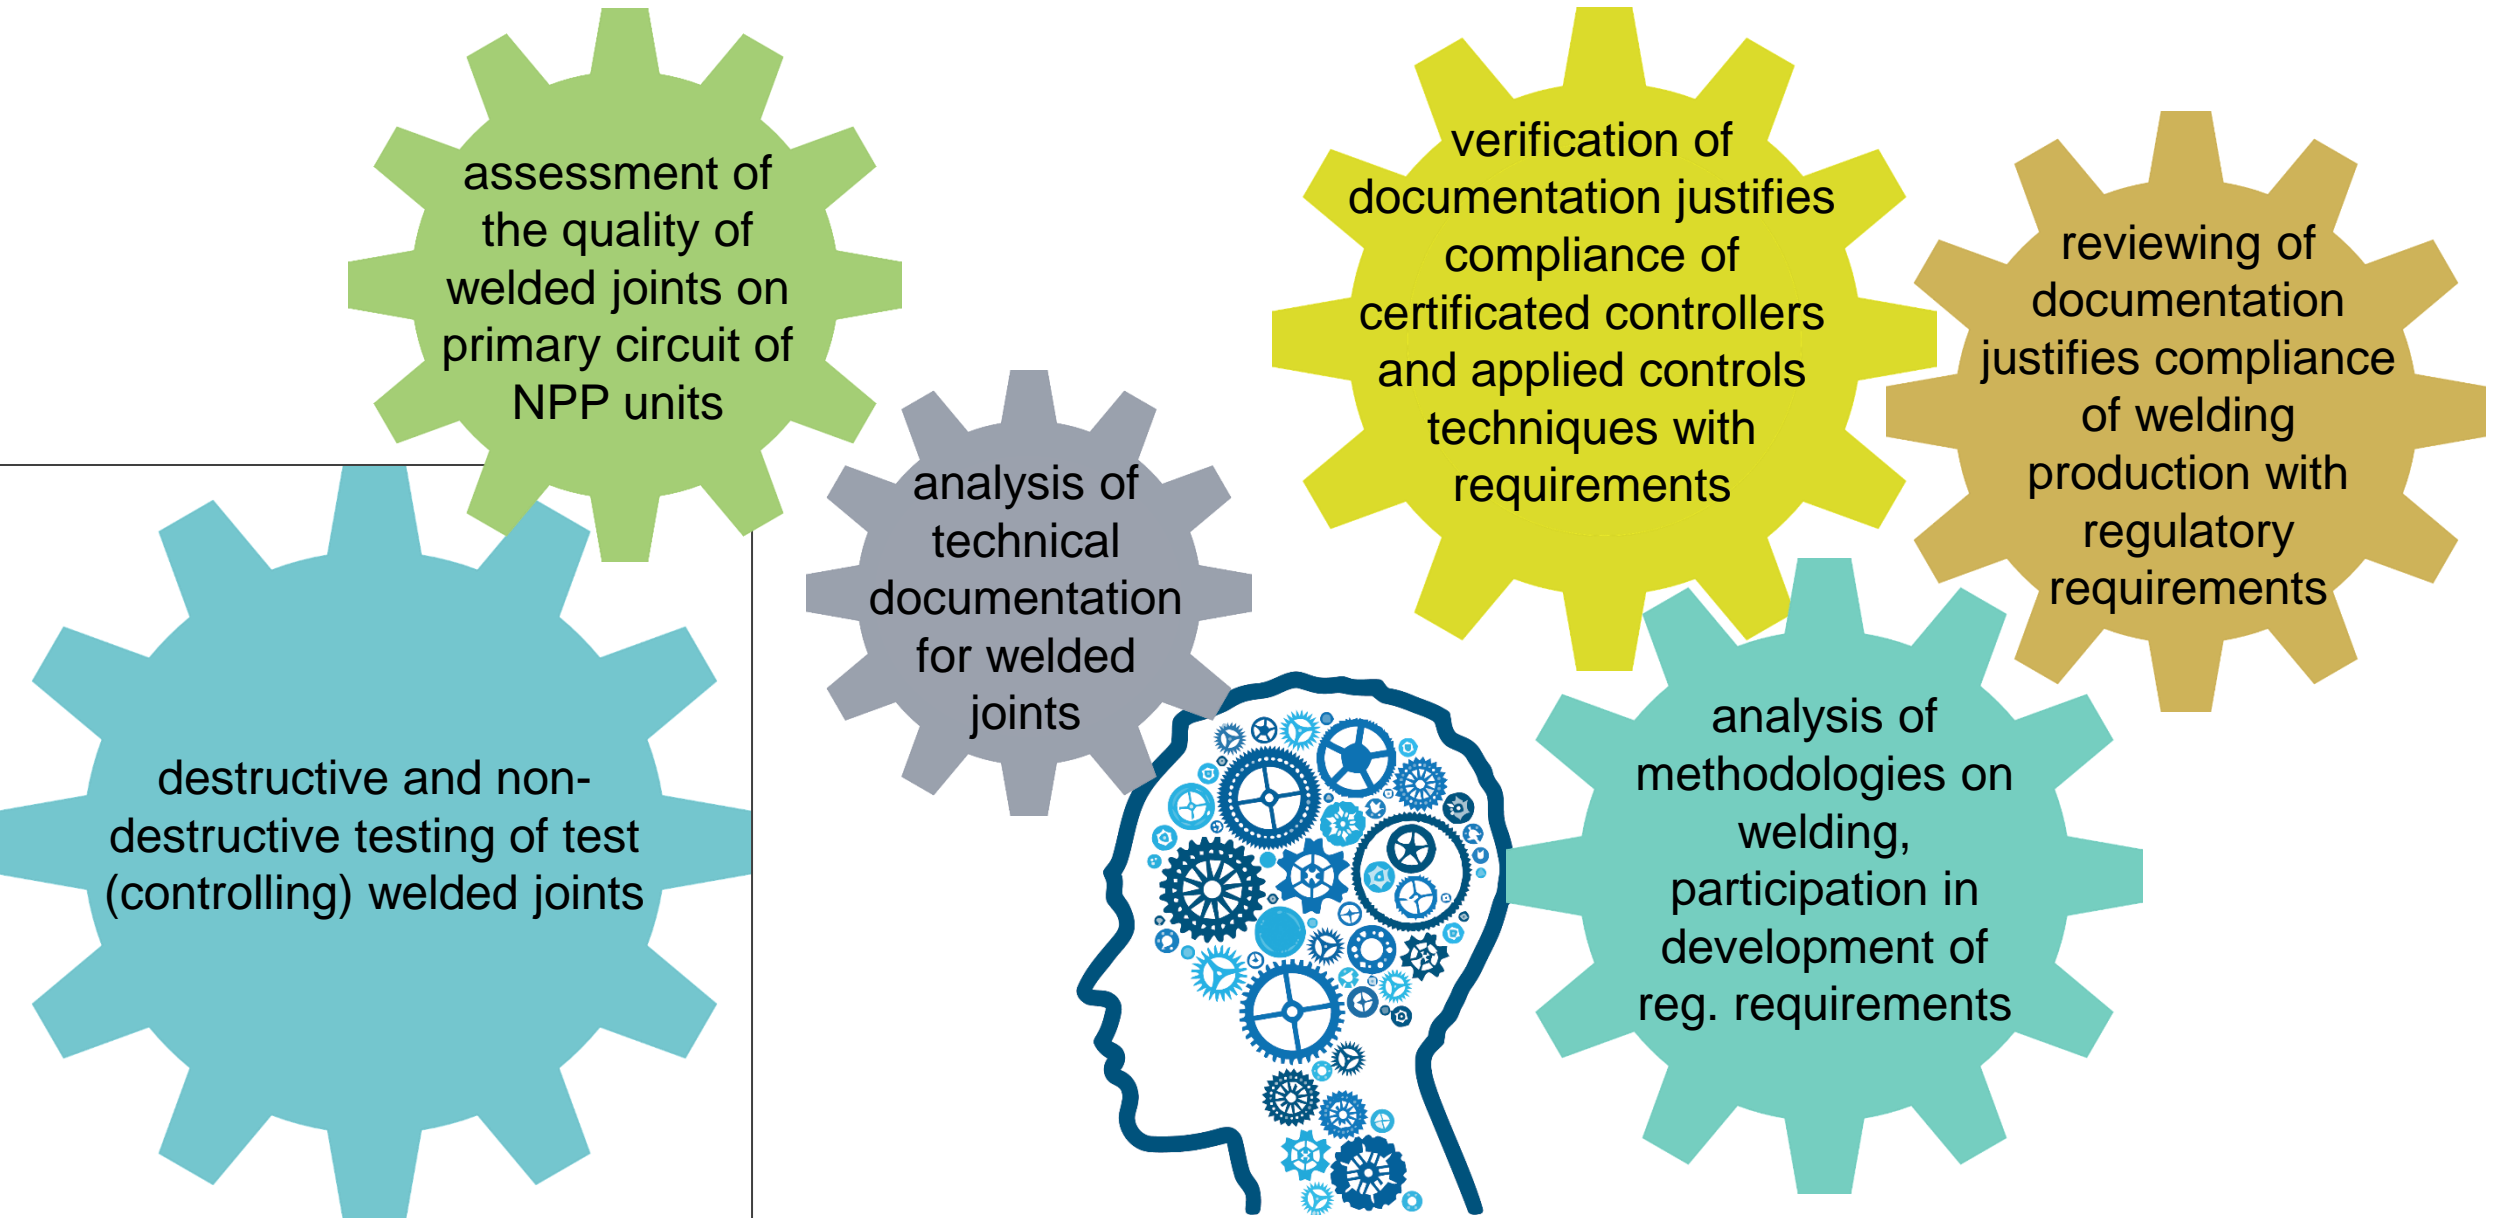 assessment of
the quality of
welded joints on
primary circuit of
NPP units
verification of
documentation justifies
compliance of
certificated controllers
and applied controls
techniques with
requirements
reviewing of
documentation
justifies compliance
of welding
production with
regulatory
requirements
analysis of
technical
documentation
for welded
joints
destructive and non-
destructive testing of test
(controlling) welded joints
analysis of
methodologies on
welding,
participation in
development of
reg. requirements